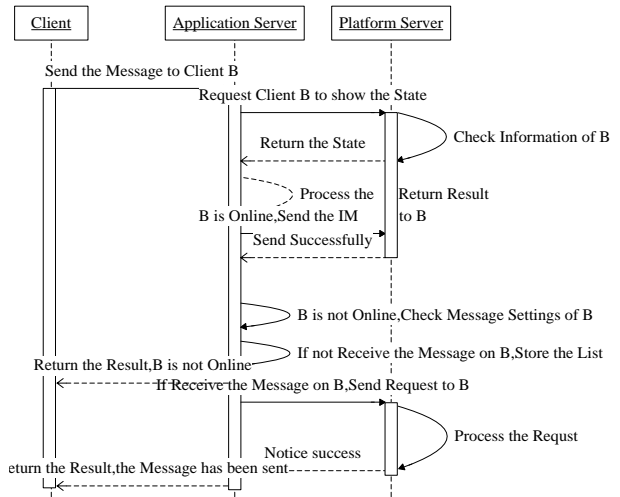 Client Application Server Platform Server
Send the Message to Client B
Request Client B to show the State
Check Information of B
Return the State
Process the Return Result
B is Online,Send the IM to B
Send Successfully
B is not Online,Check Message Settings of B
If not Receive the Message on B,Store the List
Return the Result,B is not Online
If Receive the Message on B,Send Request to B
Process the Requst
Notice success
eturn the Result,the Message has been sent